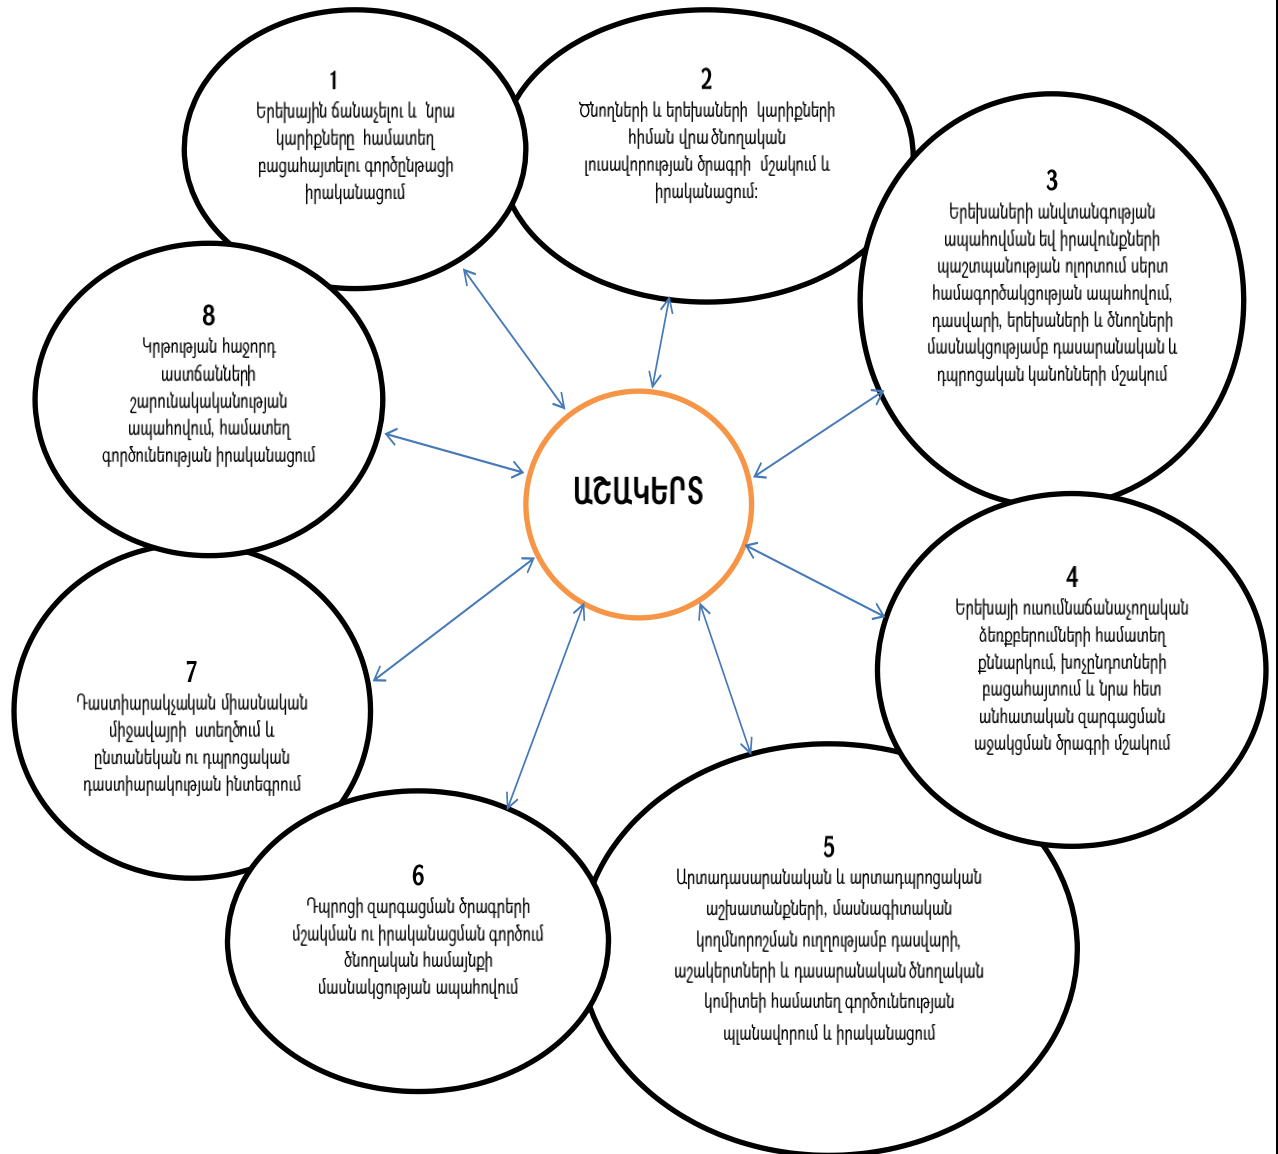 1
Երեխային ճանաչելու և նրա
կարիքները համատեղ
բացահայտելու գործընթացի
իրականացում
2
Ծնողների և երեխաների կարիքների
հիման վրա ծնողական
լուսավորության ծրագրի մշակում և
իրականացում:
3
Երեխաների անվտանգության
ապահովման եվ իրավունքների
պաշտպանության ոլորտում սերտ
համագործակցության ապահովում,
դասվարի, երեխաների և ծնողների
մասնակցությամբ դասարանական և
դպրոցական կանոնների մշակում
4
Երեխայի ուսումնաճանաչողական
ձեռքբերումների համատեղ
քննարկում, խոչընդոտների
բացահայտում և նրա հետ
անհատական զարգացման
աջակցման ծրագրի մշակում
5
Արտադասարանական և արտադպրոցական
աշխատանքների, մասնագիտական
կողմնորոշման ուղղությամբ դասվարի,
աշակերտների և դասարանական ծնողական
կոմիտեի համատեղ գործունեության
պլանավորում և իրականացում
6
Դպրոցի զարգացման ծրագրերի
մշակման ու իրականացման գործում
ծնողական համայնքի
մասնակցության ապահովում
7
Դաստիարակչական միասնական
միջավայրի ստեղծում և
ընտանեկան ու դպրոցական
դաստիարակության ինտեգրում
8
Կրթության հաջորդ
աստճանների
շարունակականության
ապահովում, համատեղ
գործունեության իրականացում
ԱՇԱԿԵՐՏ